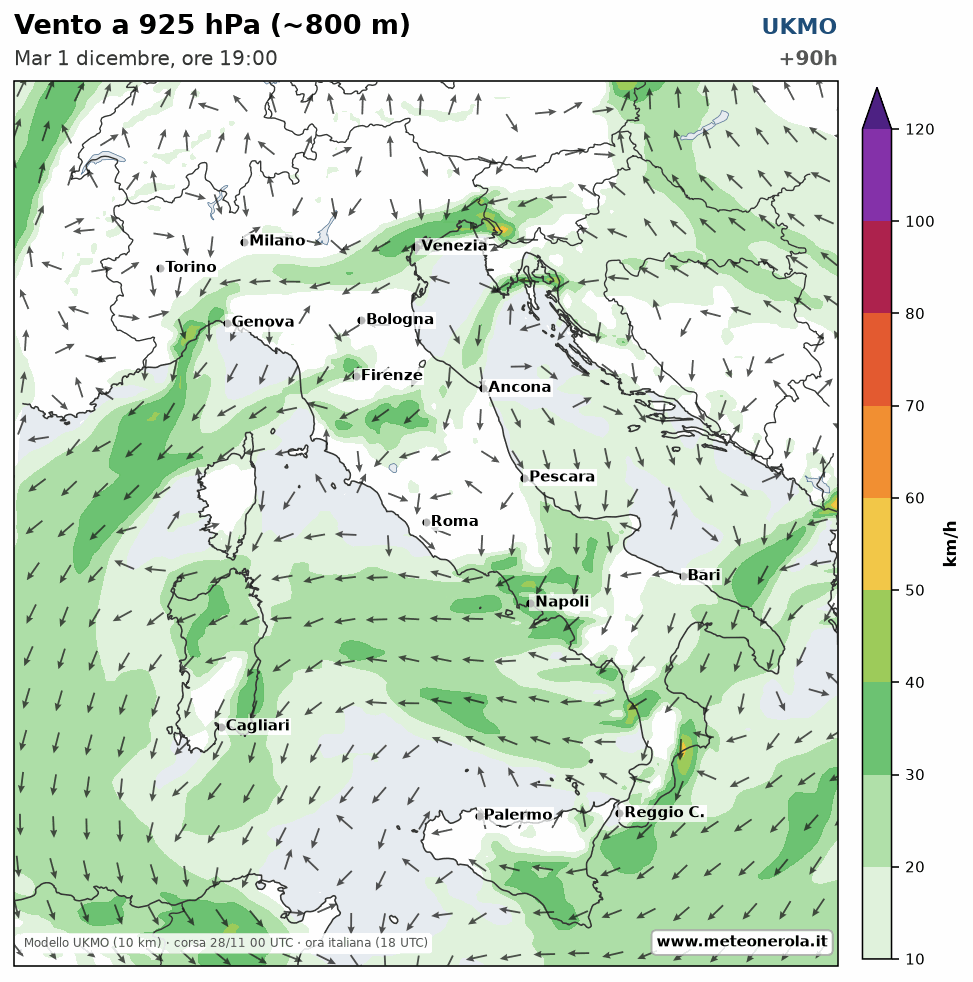 Vento a 925 hPa (~800 m)
UKMO
Mar 1 dicembre, ore 19:00
+90h
Milano
Venezia
Torino
Genova
Bologna
Firenze
Ancona
Pescara
Roma
Bari
Napoli
Cagliari
Palermo
Reggio C.
120
100
80
70
60
50
40
30
20
10
km/h
Modello UKMO (10 km) · corsa 28/11 00 UTC · ora italiana (18 UTC)
www.meteonerola.it